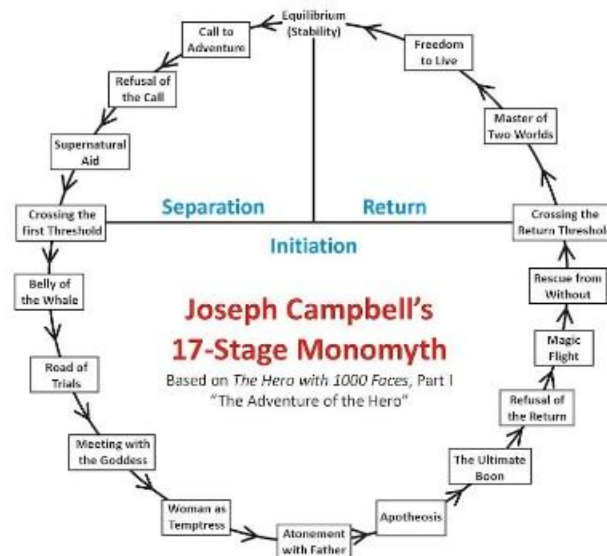 Equilibrium
(Stability)
Call to
Adventure
Refusal of
the Call
Supernatural
Aid
Crossing the
first Threshold
Belly of
the Whale
Road of
Trials
Meeting with
the Goddess
Woman as
Temptress
Atonement
with Father
Apotheosis
The Ultimate
Boon
Refusal of
the Return
Magic
Flight
Rescue from
Without
Crossing the
Return Threshold
Master of
Two Worlds
Freedom
to Live
Separation
Return
Initiation
Joseph Campbell's
17-Stage Monomyth
Based on The Hero with 1000 Faces, Part I
"The Adventure of the Hero"